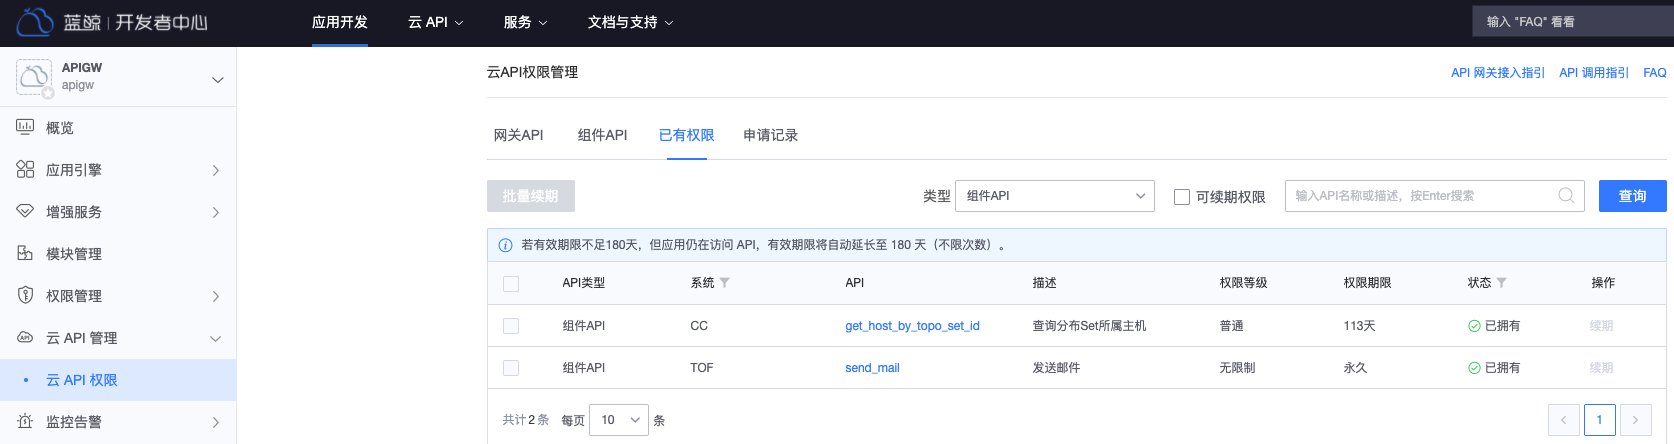 蓝鲸 | 开发者中心
应用开发
云 API
服务
文档与支持
输入 "FAQ" 看看
APIGW
apigw
概览
应用引擎
增强服务
模块管理
权限管理
云 API 管理
云 API 权限
监控告警
云API权限管理
API 网关接入指引 API 调用指引 FAQ
网关API 组件API 已有权限 申请记录
批量续期 类型 组件API 可续期权限 输入API名称或描述，按Enter搜索 查询
若有效期限不足180天，但应用仍在访问 API，有效期限将自动延长至 180 天（不限次数）。
API类型 系统 API 描述 权限等级 权限期限 状态 操作
组件API CC get_host_by_topo_set_id 查询分布Set所属主机 普通 113天 已拥有 续期
组件API TOF send_mail 发送邮件 无限制 永久 已拥有 续期
共计2条 每页 10 条 1